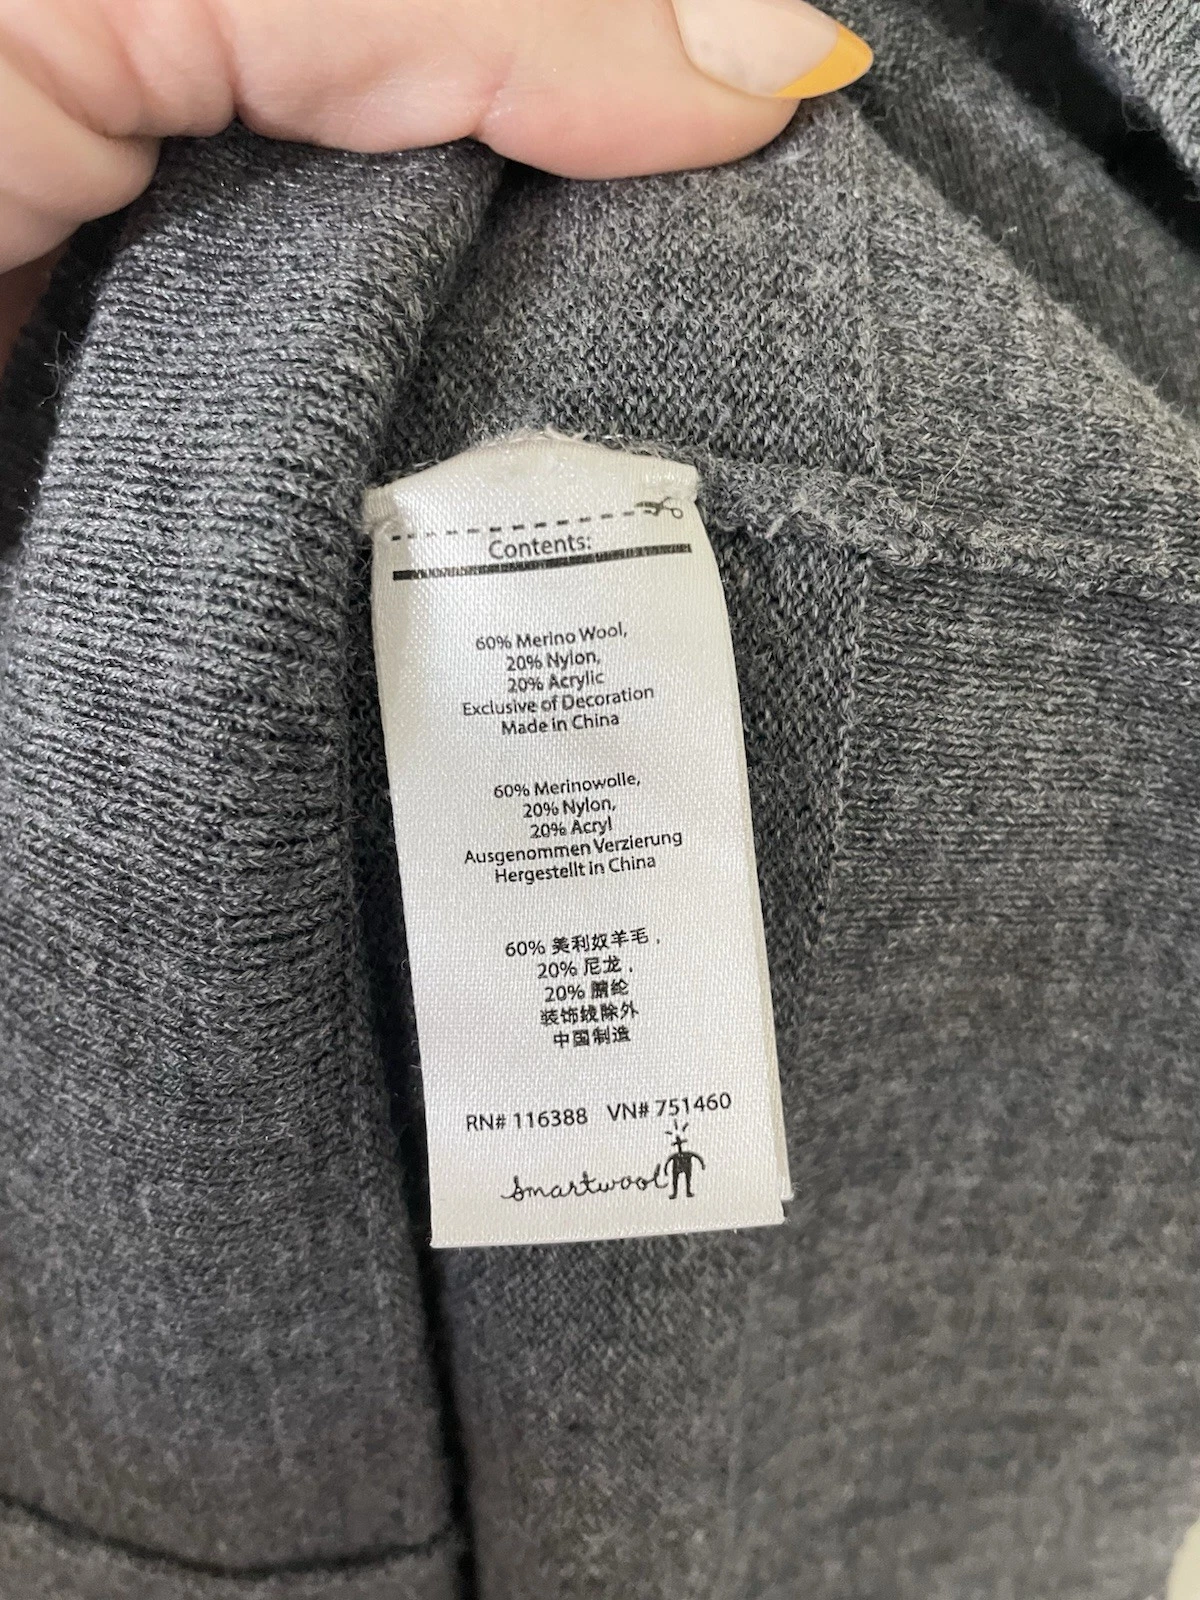 Contents:
60% Merino Wool,
20% Nylon,
20% Acrylic
Exclusive of Decoration
Made in China
60% Merinowolle,
20% Nylon,
20% Acryl
Ausgenommen Verzierung
Hergestellt in China
60% 美利奴羊毛,
20% 尼龙,
20% 腈纶
装饰线除外
中国制造
RN# 116388 VN# 751460
smartwool